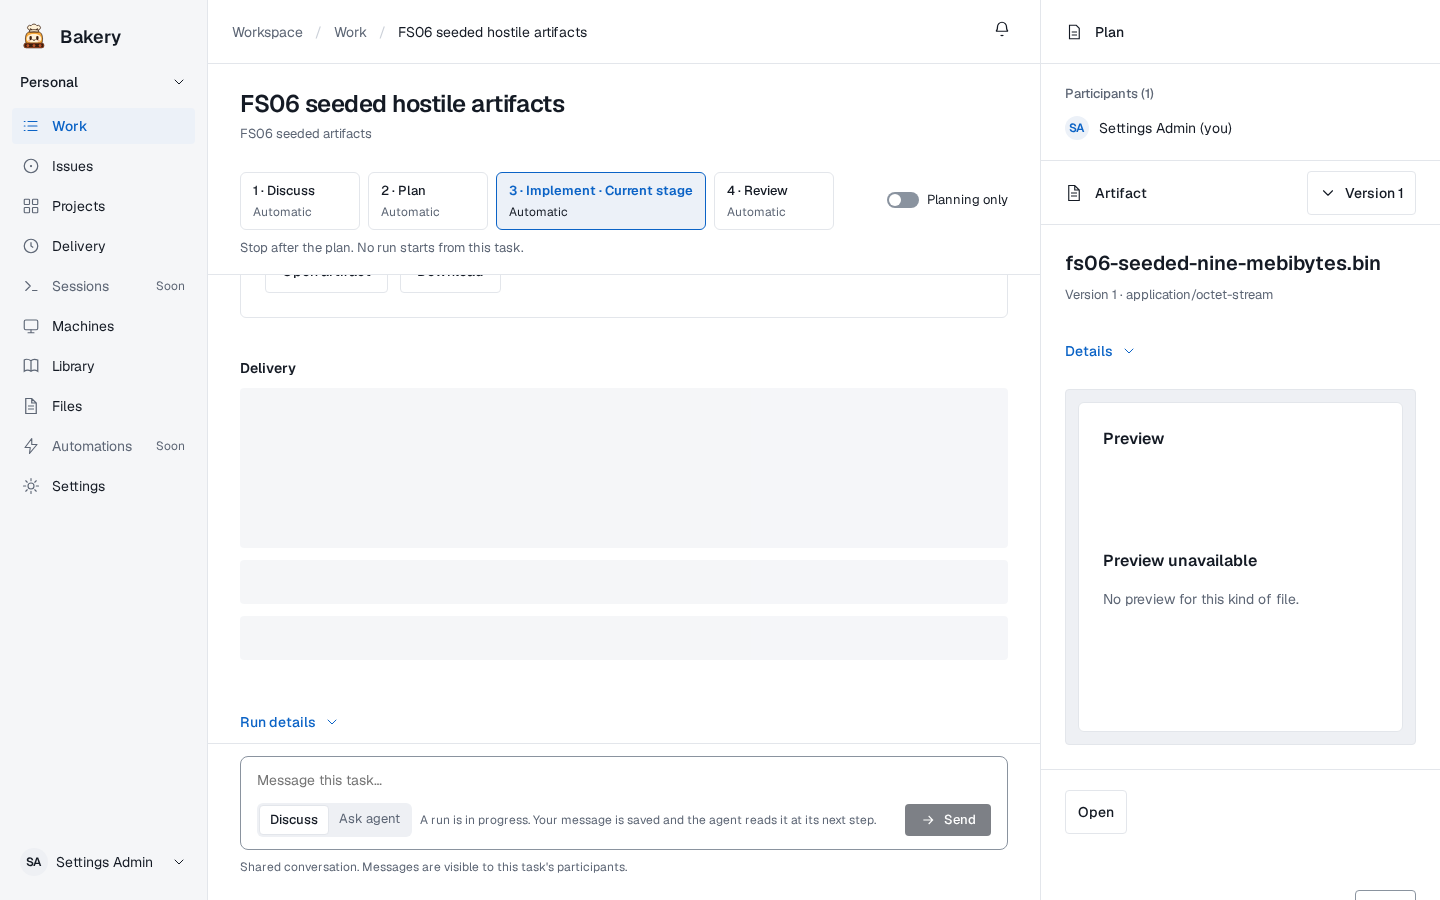 Bakery
Personal
Work
Issues
Projects
Delivery
Sessions Soon
Machines
Library
Files
Automations Soon
Settings
SA Settings Admin
Workspace / Work / FS06 seeded hostile artifacts
FS06 seeded hostile artifacts
FS06 seeded artifacts
1 · Discuss
Automatic
2 · Plan
Automatic
3 · Implement · Current stage
Automatic
4 · Review
Automatic
Planning only
Stop after the plan. No run starts from this task.
Open artifact Download
Delivery
Run details
Message this task...
Discuss Ask agent A run is in progress. Your message is saved and the agent reads it at its next step. Send
Shared conversation. Messages are visible to this task's participants.
Plan
Participants (1)
SA Settings Admin (you)
Artifact Version 1
fs06-seeded-nine-mebibytes.bin
Version 1 · application/octet-stream
Details
Preview
Preview unavailable
No preview for this kind of file.
Open